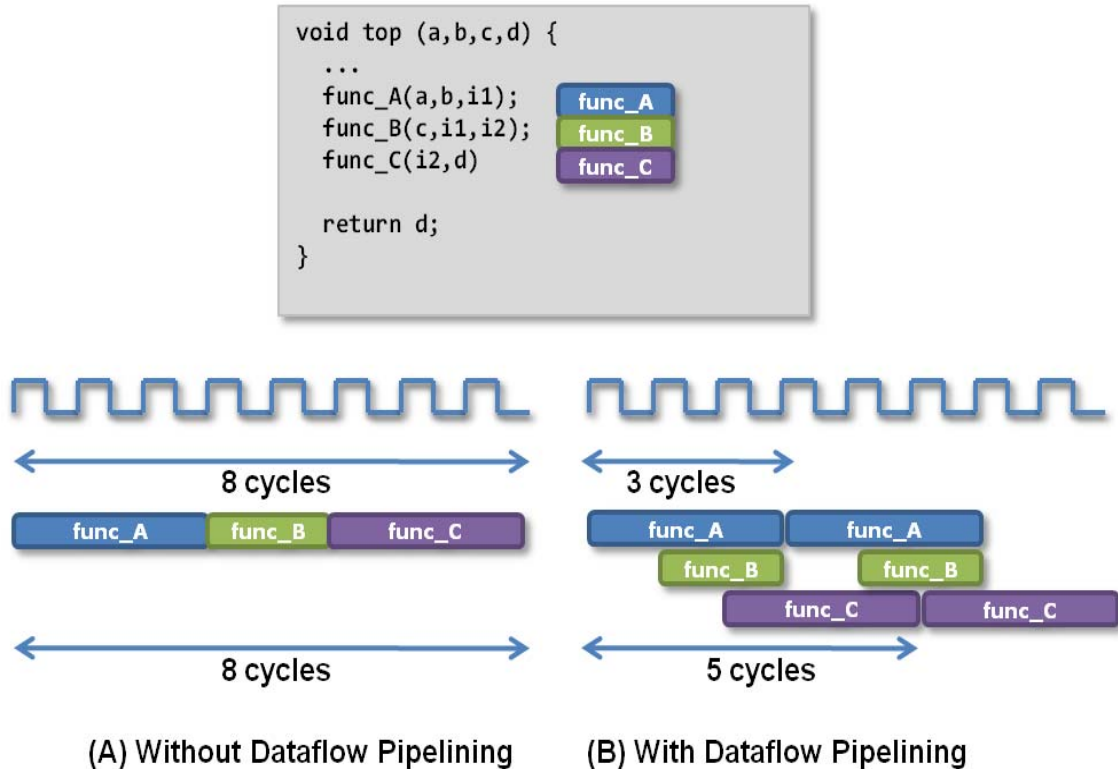 void top (a,b,c,d) {
...
func_A(a,b,i1); func_A
func_B(c,i1,i2); func_B
func_C(i2,d) func_C
return d;
}
8 cycles
3 cycles
func_A func_B func_C
func_A func_A
func_B func_B
func_C func_C
8 cycles
5 cycles
(A) Without Dataflow Pipelining
(B) With Dataflow Pipelining